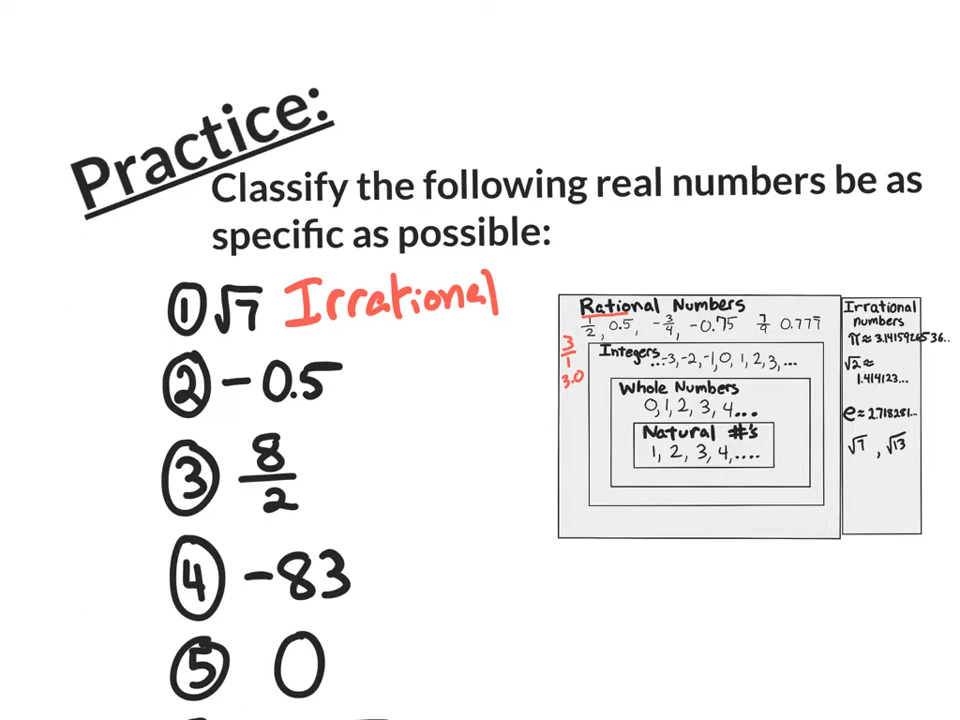 Practice:
Classify the following real numbers be as
specific as possible:
① √7 Irrational
② -0.5
③ 8/2
④ -83
⑤ 0
Rational Numbers
1/2, 0.5, -3/4, -0.75 7/9 0.777
3/1
3.0
Integers...-3,-2,-1,0,1,2,3,...
Whole Numbers
0,1,2,3,4...
Natural #'s
1,2,3,4,....
Irrational
numbers
π≈3.1415926536..
√2≈
1.414123...
e≈2.718281...
√7, √13